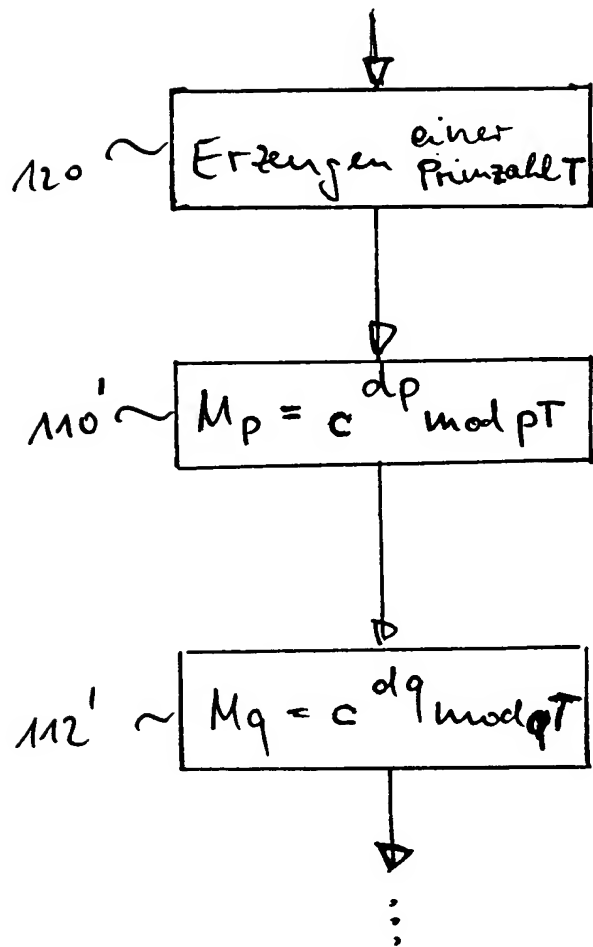 120 ~ Erzeugen einer Primzahl T
110' ~ Mp = c^dp mod pT
112' ~ Mq = c^dq mod qT
⋮